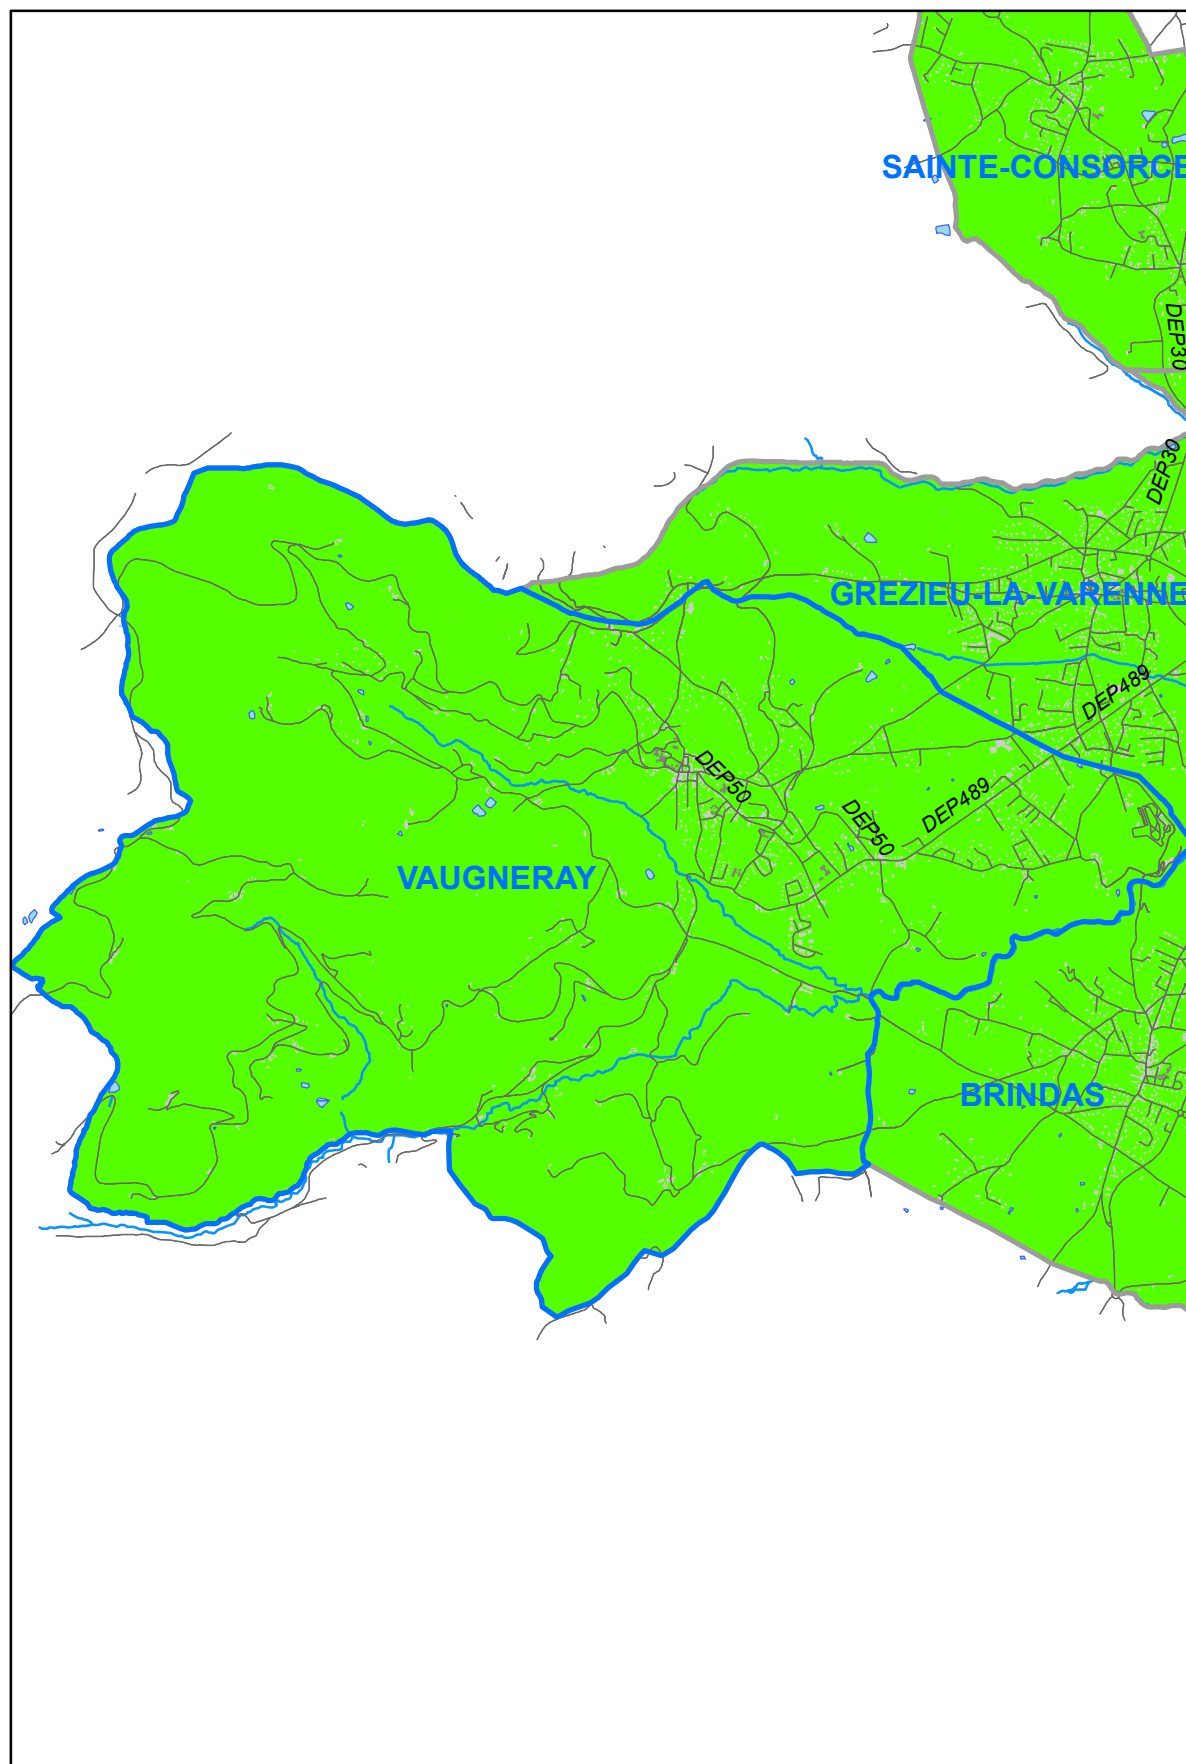 SAINTE-CONSORCE
DEP30
DEP30
GREZIEU-LA-VARENNE
DEP489
DEP50
DEP489
DEP50
VAUGNERAY
BRINDAS